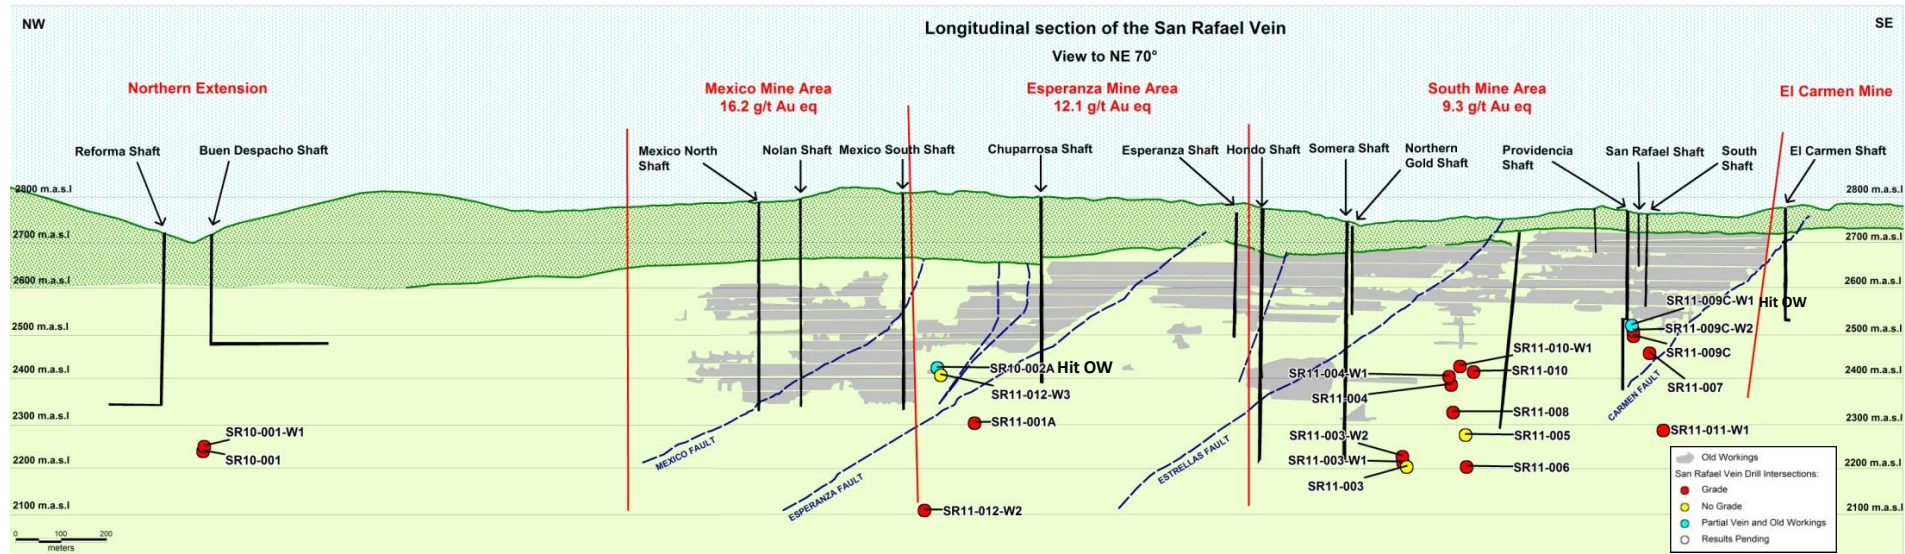 NW
Longitudinal section of the San Rafael Vein
SE
View to NE 70°
Northern Extension
Mexico Mine Area
16.2 g/t Au eq
Esperanza Mine Area
12.1 g/t Au eq
South Mine Area
9.3 g/t Au eq
El Carmen Mine
Reforma Shaft
Buen Despacho Shaft
Mexico North
Shaft
Nolan Shaft
Mexico South Shaft
Chuparrosa Shaft
Esperanza Shaft
Hondo Shaft
Somera Shaft
Northern
Gold Shaft
Providencia
Shaft
San Rafael Shaft
South
Shaft
El Carmen Shaft
2800 m.a.s.l
2700 m.a.s.l
2600 m.a.s.l
2500 m.a.s.l
2400 m.a.s.l
2300 m.a.s.l
2200 m.a.s.l
2100 m.a.s.l
2800 m.a.s.l
2700 m.a.s.l
2600 m.a.s.l
2500 m.a.s.l
2400 m.a.s.l
2300 m.a.s.l
2200 m.a.s.l
2100 m.a.s.l
SR10-001-W1
SR10-001
MEXICO FAULT
ESPERANZA FAULT
ESTRELLAS FAULT
CARMEN FAULT
SR10-002A Hit OW
SR11-012-W3
SR11-001A
SR11-012-W2
SR11-004-W1
SR11-004
SR11-003-W2
SR11-003-W1
SR11-003
SR11-010-W1
SR11-010
SR11-008
SR11-005
SR11-006
SR11-009C-W1 Hit OW
SR11-009C-W2
SR11-009C
SR11-007
SR11-011-W1
Old Workings
San Rafael Vein Drill Intersections:
Grade
No Grade
Partial Vein and Old Workings
Results Pending
0 100 200
meters